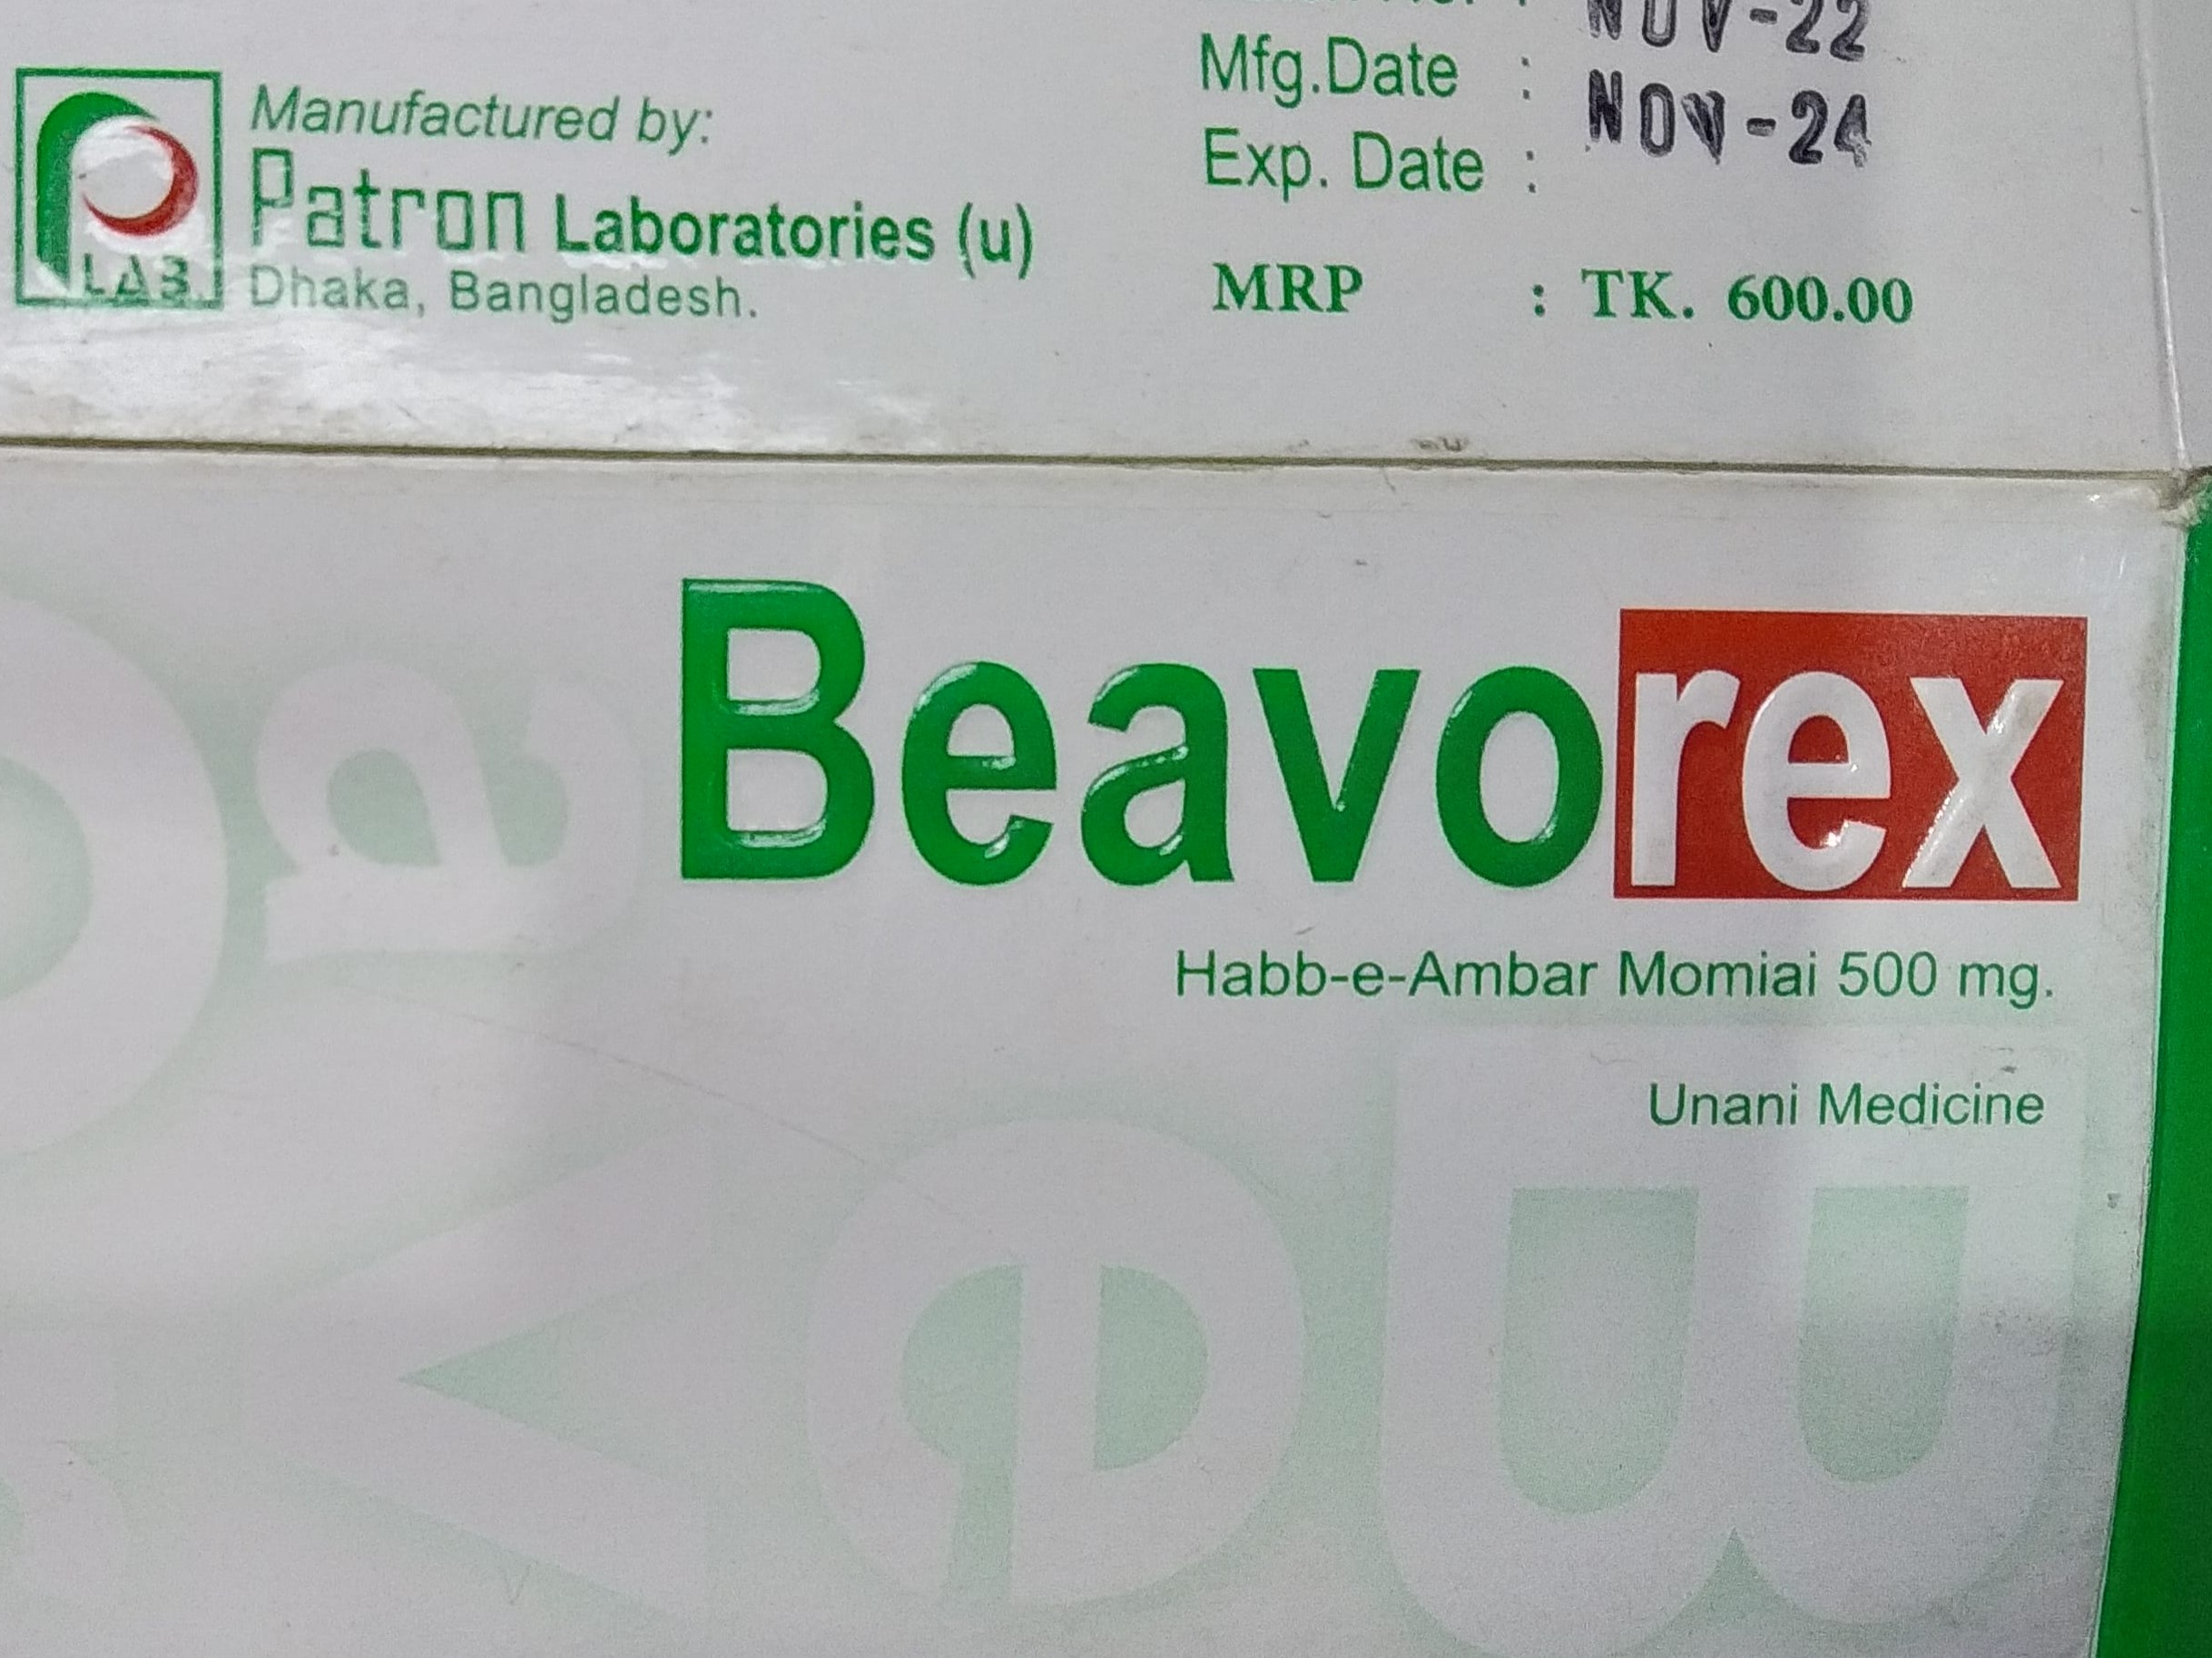 Mfg.Date : NOV-22
Exp. Date : NOV-24
MRP : TK. 600.00
LAB.
Manufactured by:
Patron Laboratories (u)
Dhaka, Bangladesh.
Beavorex
Habb-e-Ambar Momiai 500 mg.
Unani Medicine